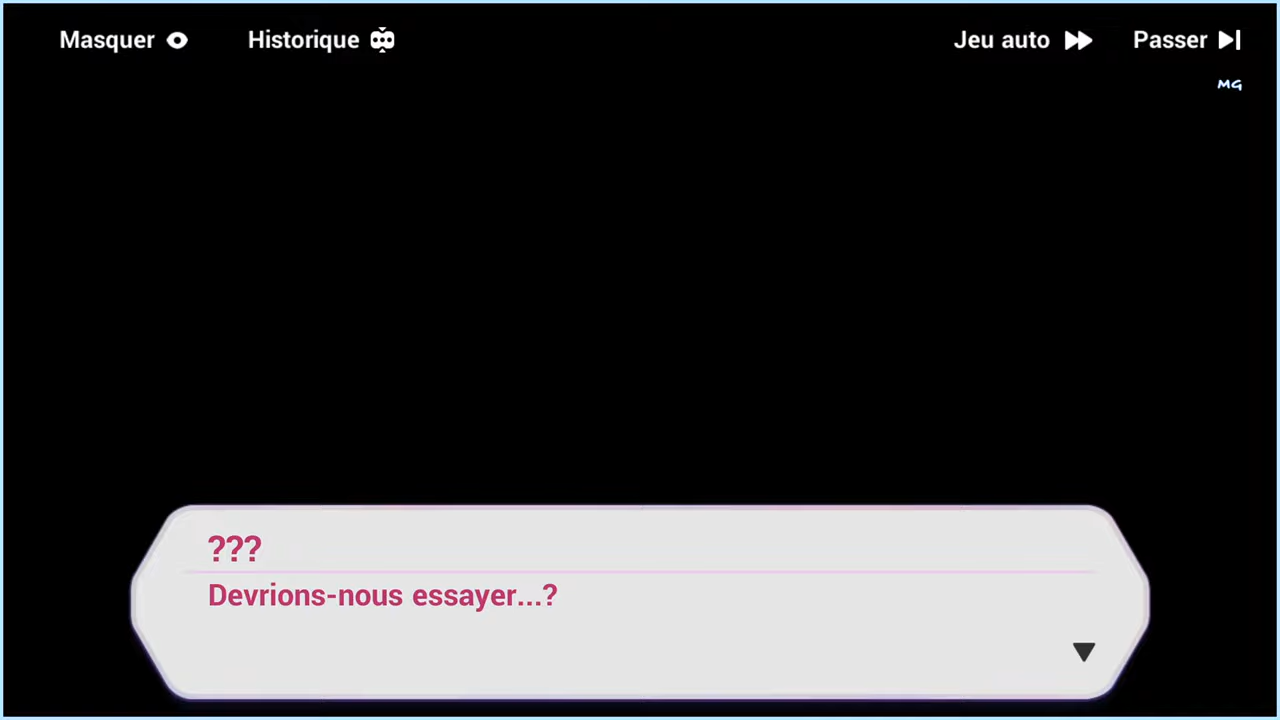 Masquer
Historique
Jeu auto
Passer
MG
???
Devrions-nous essayer...?